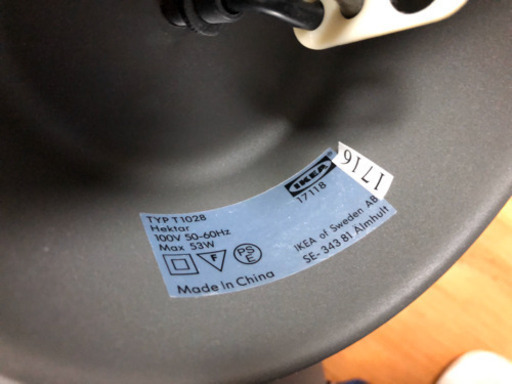 TYP T1028
Hektar
100V 50-60Hz
Max 53W
F
PS
E
Made in China
IKEA
17118
1716
IKEA of Sweden AB
SE- 343 81 Älmhult